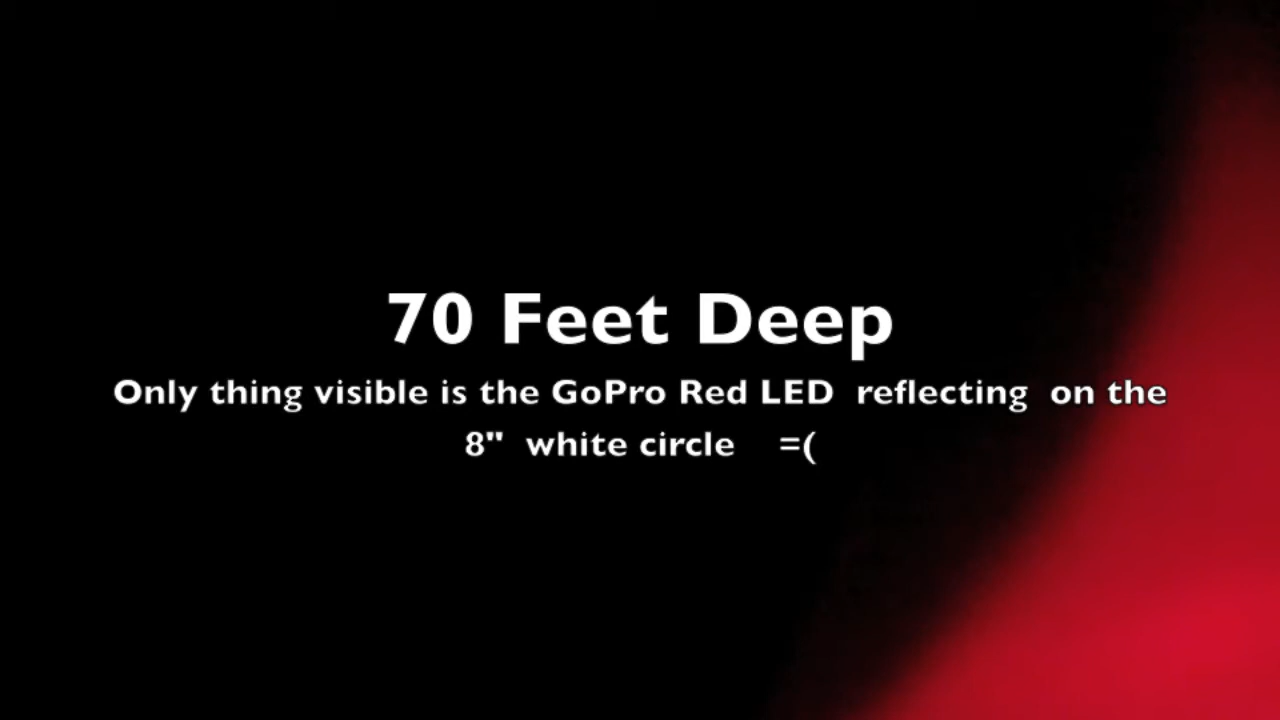 70 Feet Deep
Only thing visible is the GoPro Red LED  reflecting  on the
8"  white circle    =(